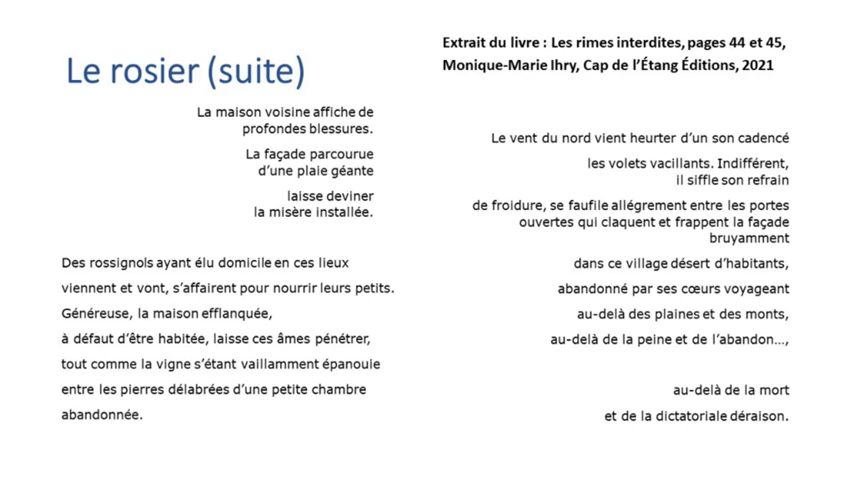 Le rosier (suite)
La maison voisine affiche de
profondes blessures.
La façade parcourue
d’une plaie géante
laisse deviner
la misère installée.
Des rossignols ayant élu domicile en ces lieux
viennent et vont, s’affairent pour nourrir leurs petits.
Généreuse, la maison efflanquée,
à défaut d’être habitée, laisse ces âmes pénétrer,
tout comme la vigne s’étant vaillamment épanouie
entre les pierres délabrées d’une petite chambre
abandonnée.
Extrait du livre : Les rimes interdites, pages 44 et 45,
Monique-Marie Ihry, Cap de l’Étang Éditions, 2021
Le vent du nord vient heurter d’un son cadencé
les volets vacillants. Indifférent,
il siffle son refrain
de froidure, se faufile allégrement entre les portes
ouvertes qui claquent et frappent la façade
bruyamment
dans ce village désert d’habitants,
abandonné par ses cœurs voyageant
au-delà des plaines et des monts,
au-delà de la peine et de l’abandon…,
au-delà de la mort
et de la dictatoriale déraison.